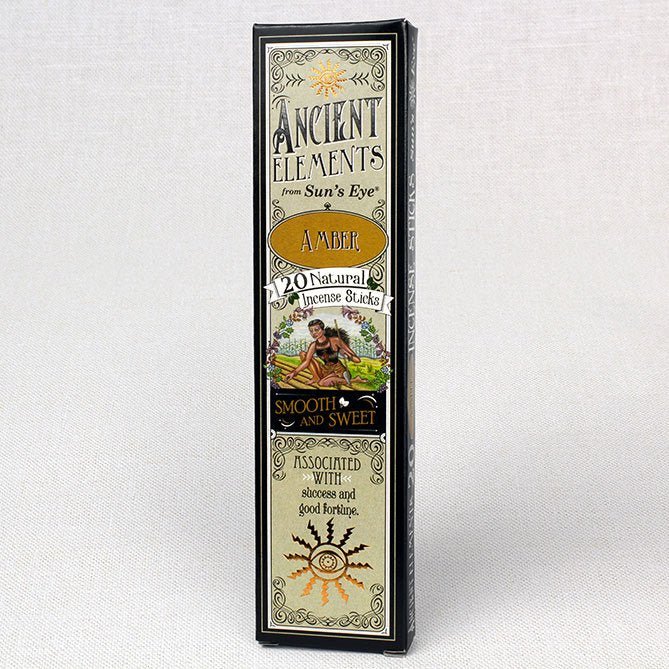 ANCIENT
ELEMENTS
from Sun's Eye®
AMBER
20 Natural
Incense Sticks
SMOOTH
AND SWEET
ASSOCIATED
WITH
success and
good fortune.
INCENSE STICKS
20